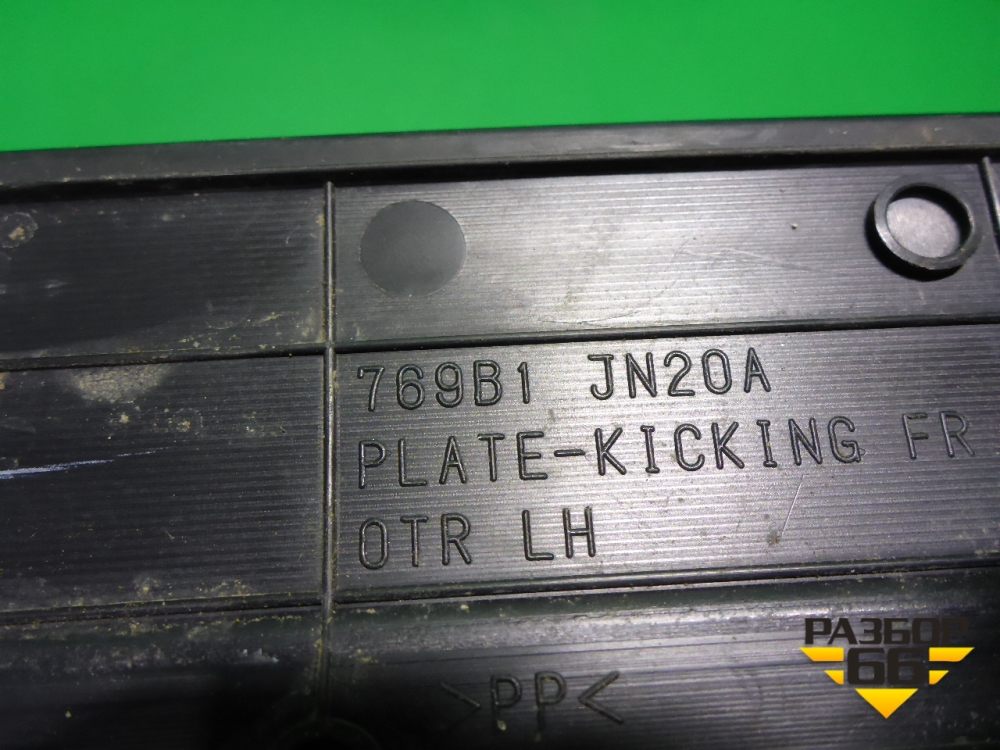 769B1 JN20A
PLATE-KICKING FR
OTR LH
>PP<
РАЗБОР
66